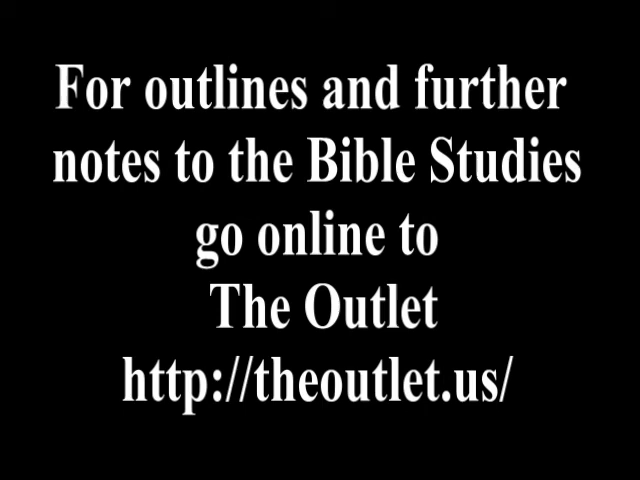 For outlines and further
notes to the Bible Studies
go online to
The Outlet
http://theoutlet.us/